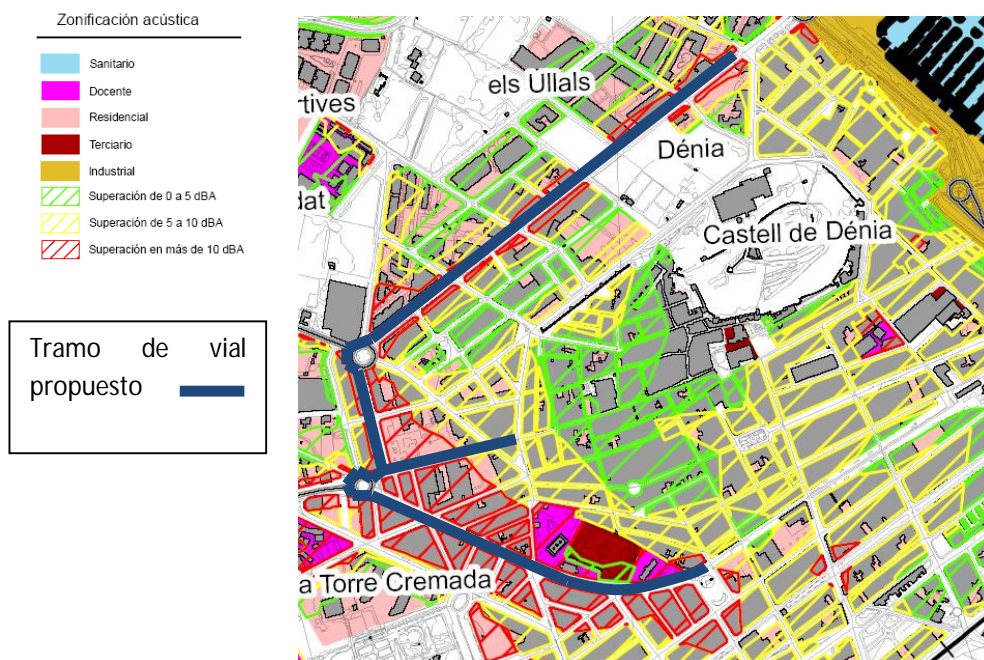 Zonificación acústica
Sanitario
Docente
Residencial
Terciario
Industrial
Superación de 0 a 5 dBA
Superación de 5 a 10 dBA
Superación en más de 10 dBA
Tramo de vial
propuesto
els Ullals
rtives
Dénia
dat
Castell de Dénia
a Torre Cremada